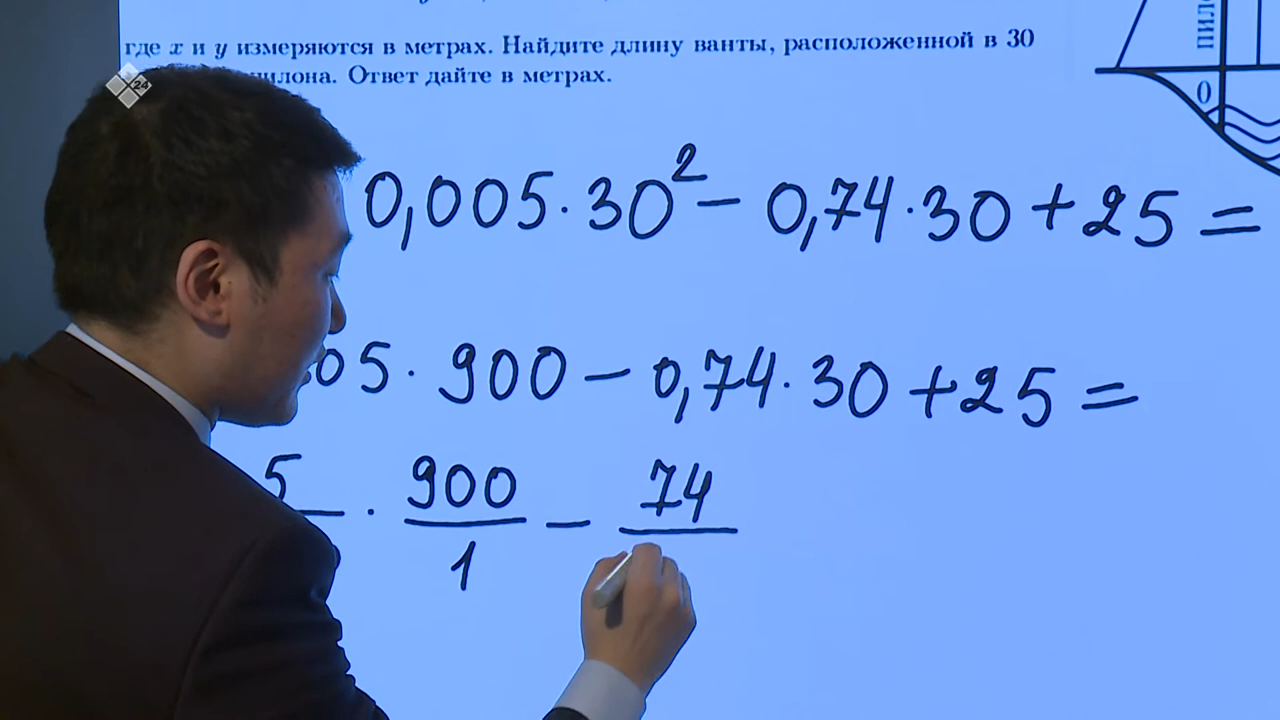 где x и y измеряются в метрах. Найдите длину ванты, расположенной в 30
пилона. Ответ дайте в метрах.
0
24
0,005·30²−0,74·30+25=
05·900−0,74·30+25=
5/ · 900/1 − 74/